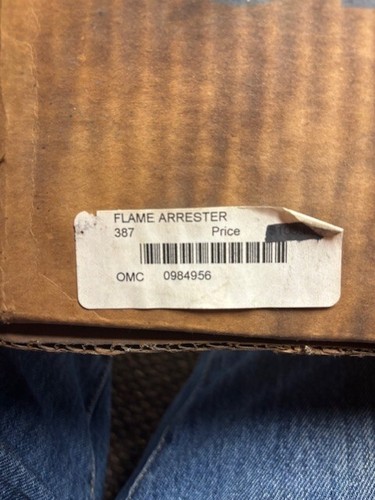 FLAME ARRESTER
387 Price
OMC 0984956